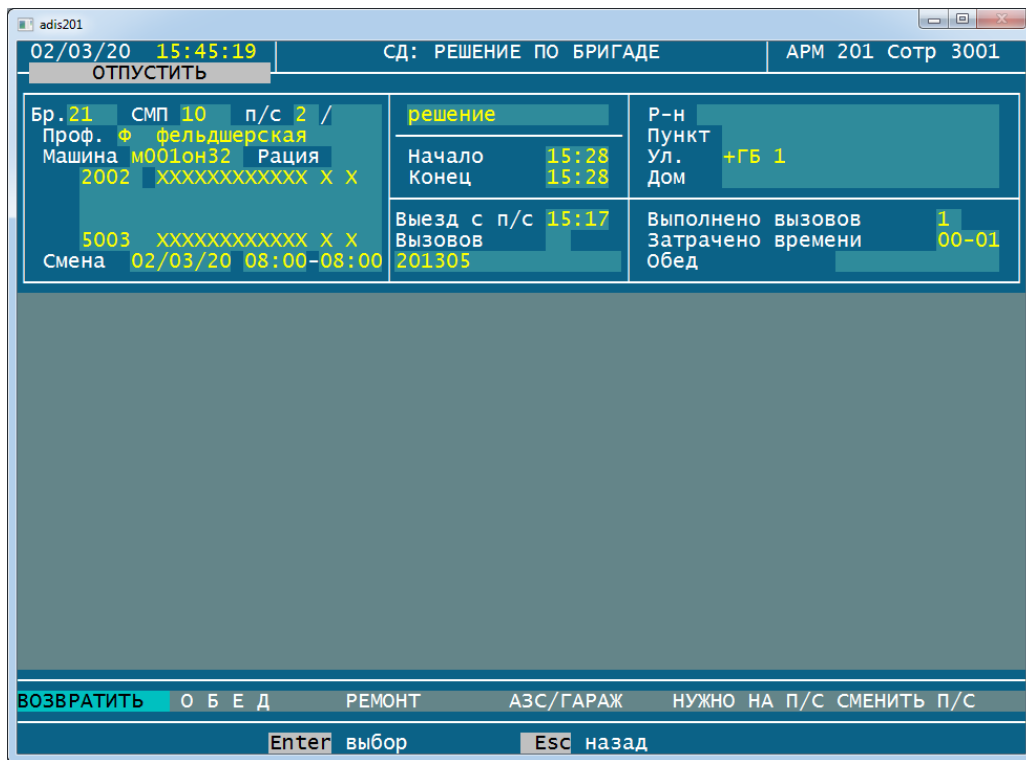 adis201
02/03/20 15:45:19 СД: РЕШЕНИЕ ПО БРИГАДЕ АРМ 201 Сотр 3001
ОТПУСТИТЬ
Бр.21 СМП 10 п/с 2 /
Проф. Ф фельдшерская
Машина м001он32 Рация
2002 XXXXXXXXXXXX X X
5003 XXXXXXXXXXXX X X
Смена 02/03/20 08:00-08:00
решение
Начало 15:28
Конец 15:28
Выезд с п/с 15:17
Вызовов
201305
Р-н
Пункт
Ул. +ГБ 1
Дом
Выполнено вызовов 1
Затрачено времени 00-01
Обед
ВОЗВРАТИТЬ О Б Е Д РЕМОНТ АЗС/ГАРАЖ НУЖНО НА П/С СМЕНИТЬ П/С
Enter выбор Esc назад